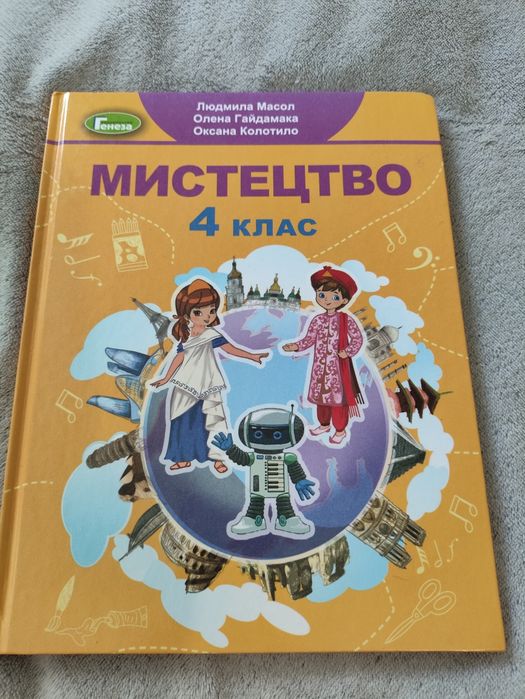 Людмила Масол
Олена Гайдамака
Оксана Колотило
Генеза
МИСТЕЦТВО
4 КЛАС